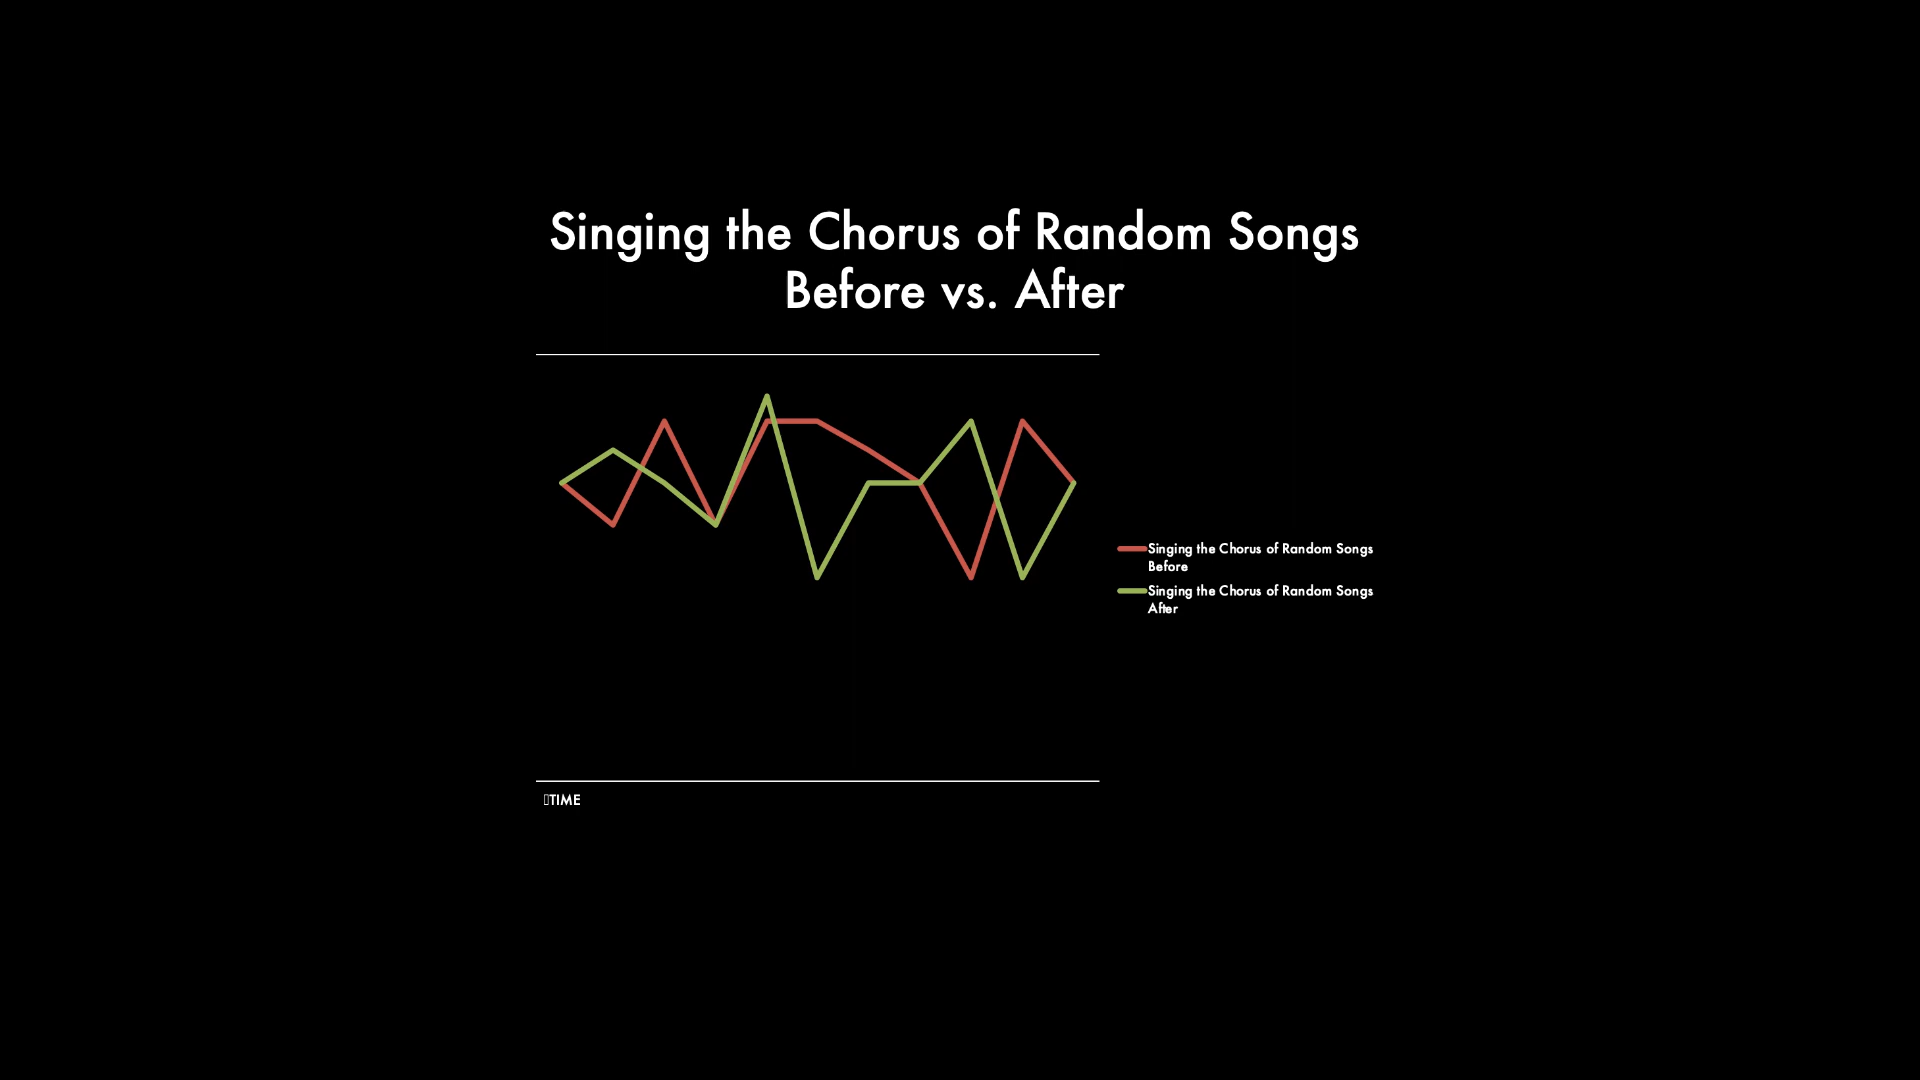 Singing the Chorus of Random Songs
Before vs. After
Singing the Chorus of Random Songs
Before
Singing the Chorus of Random Songs
After
TIME